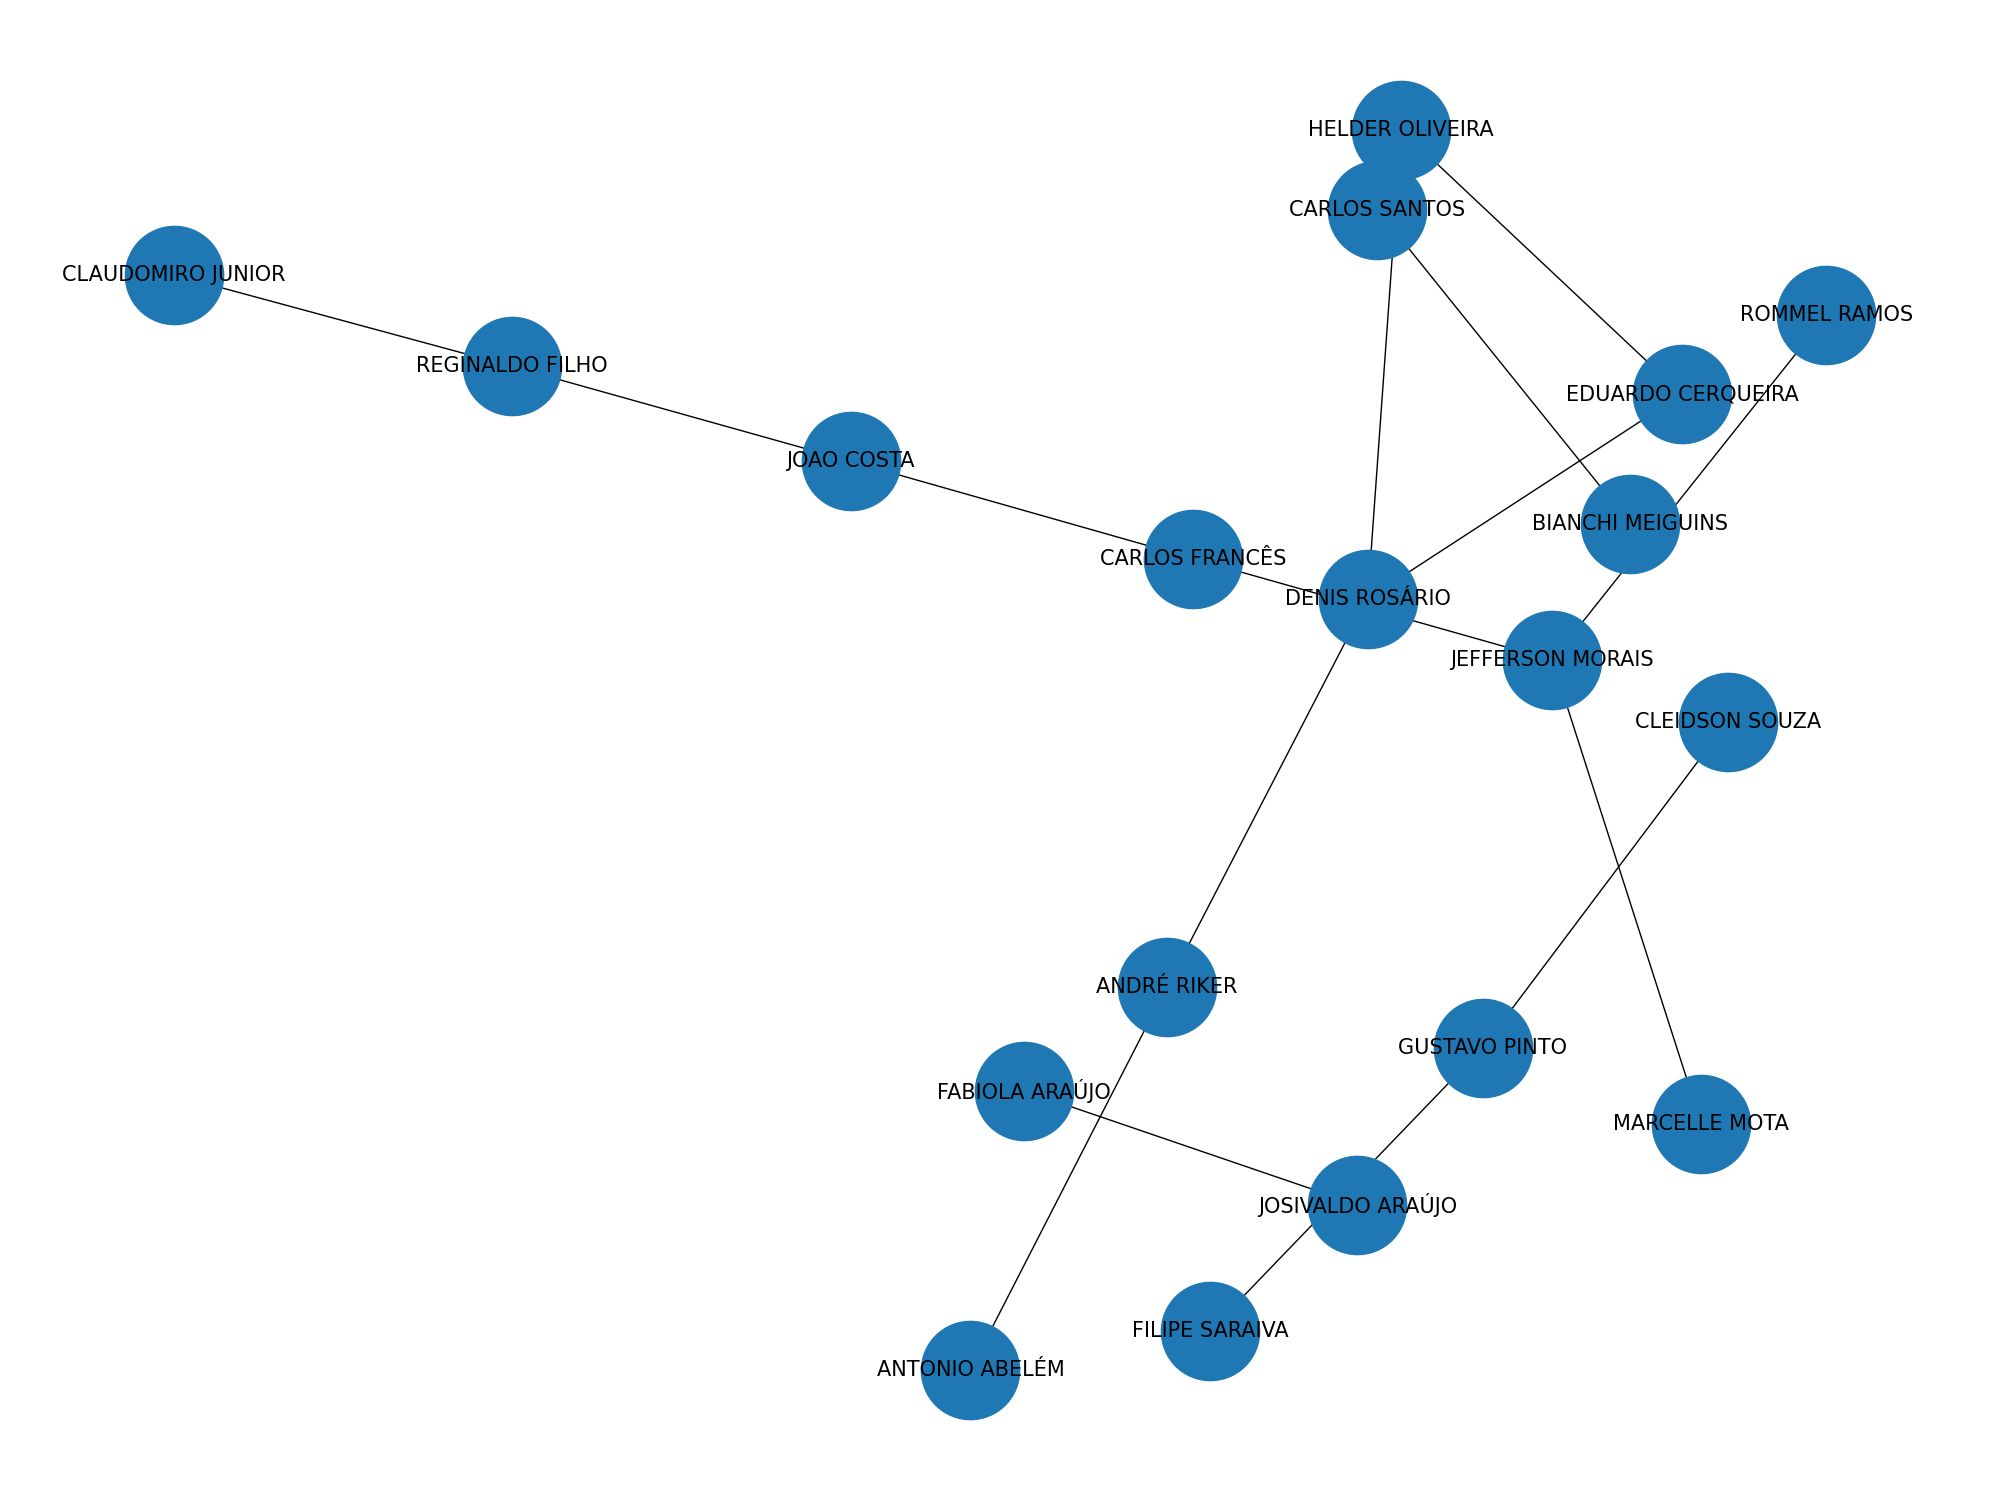 HELDER OLIVEIRA
CARLOS SANTOS
CLAUDOMIRO JUNIOR
ROMMEL RAMOS
REGINALDO FILHO
EDUARDO CERQUEIRA
JOAO COSTA
BIANCHI MEIGUINS
CARLOS FRANCÊS
DENIS ROSÁRIO
JEFFERSON MORAIS
CLEIDSON SOUZA
ANDRÉ RIKER
GUSTAVO PINTO
FABIOLA ARAÚJO
MARCELLE MOTA
JOSIVALDO ARAÚJO
FILIPE SARAIVA
ANTONIO ABELÉM